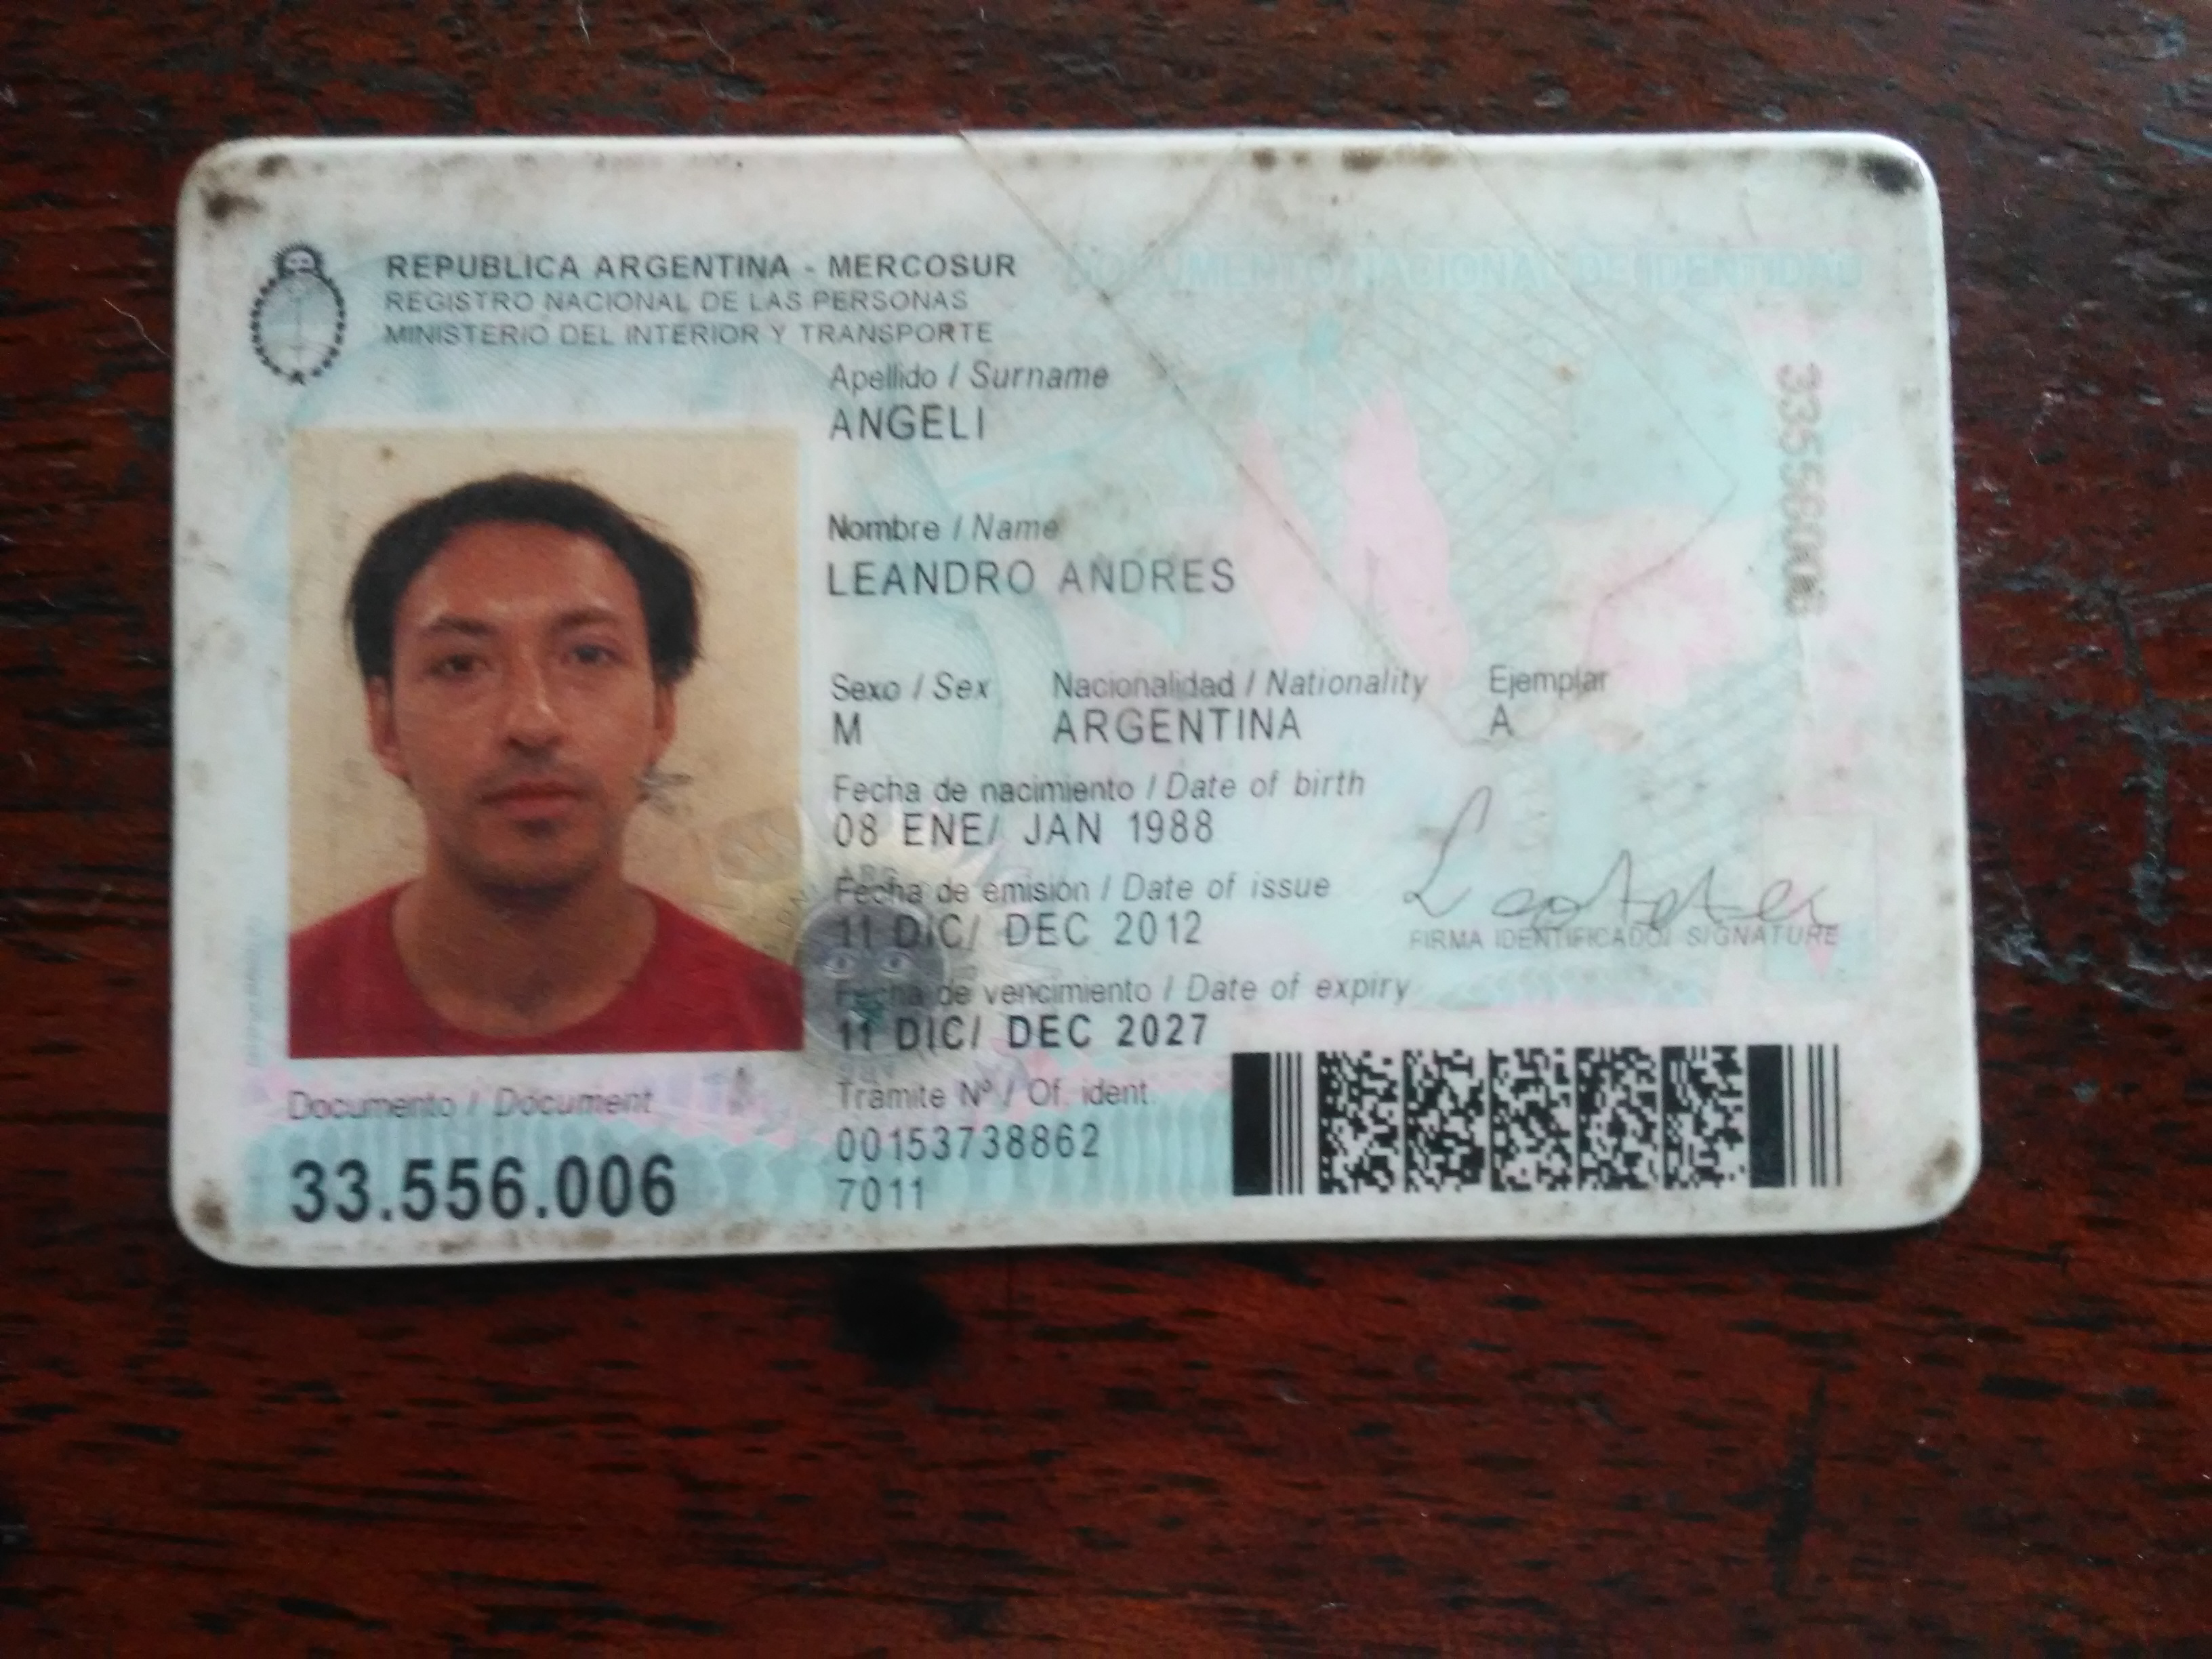 REPUBLICA ARGENTINA - MERCOSUR
REGISTRO NACIONAL DE LAS PERSONAS
MINISTERIO DEL INTERIOR Y TRANSPORTE
Apellido / Surname
ANGELI
Nombre / Name
LEANDRO ANDRES
Sexo / Sex Nacionalidad / Nationality Ejemplar
M ARGENTINA A
Fecha de nacimiento / Date of birth
08 ENE/ JAN 1988
Fecha de emisión / Date of issue
11 DIC/ DEC 2012
Fecha de vencimiento / Date of expiry
11 DIC/ DEC 2027
FIRMA IDENTIFICADO/ SIGNATURE
Trámite Nº / Of. ident.
00153738862
7011
Documento / Document
33.556.006
33556006